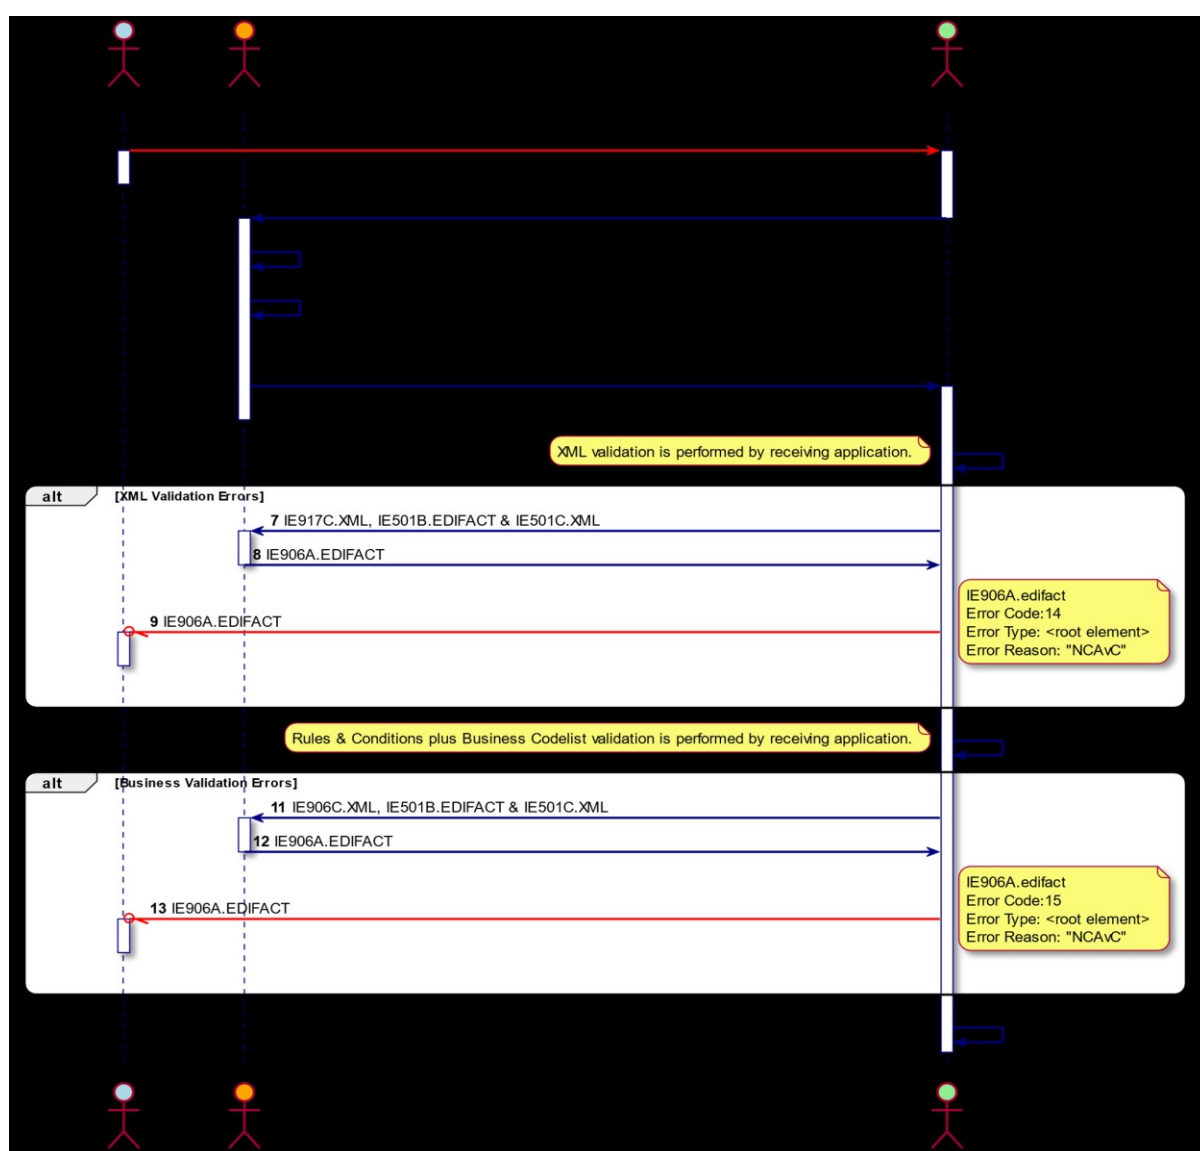 XML validation is performed by receiving application.
alt [XML Validation Errors]
7 IE917C.XML, IE501B.EDIFACT & IE501C.XML
8 IE906A.EDIFACT
IE906A.edifact
Error Code:14
Error Type: <root element>
Error Reason: "NCAvC"
9 IE906A.EDIFACT
Rules & Conditions plus Business Codelist validation is performed by receiving application.
alt [Business Validation Errors]
11 IE906C.XML, IE501B.EDIFACT & IE501C.XML
12 IE906A.EDIFACT
IE906A.edifact
Error Code:15
Error Type: <root element>
Error Reason: "NCAvC"
13 IE906A.EDIFACT